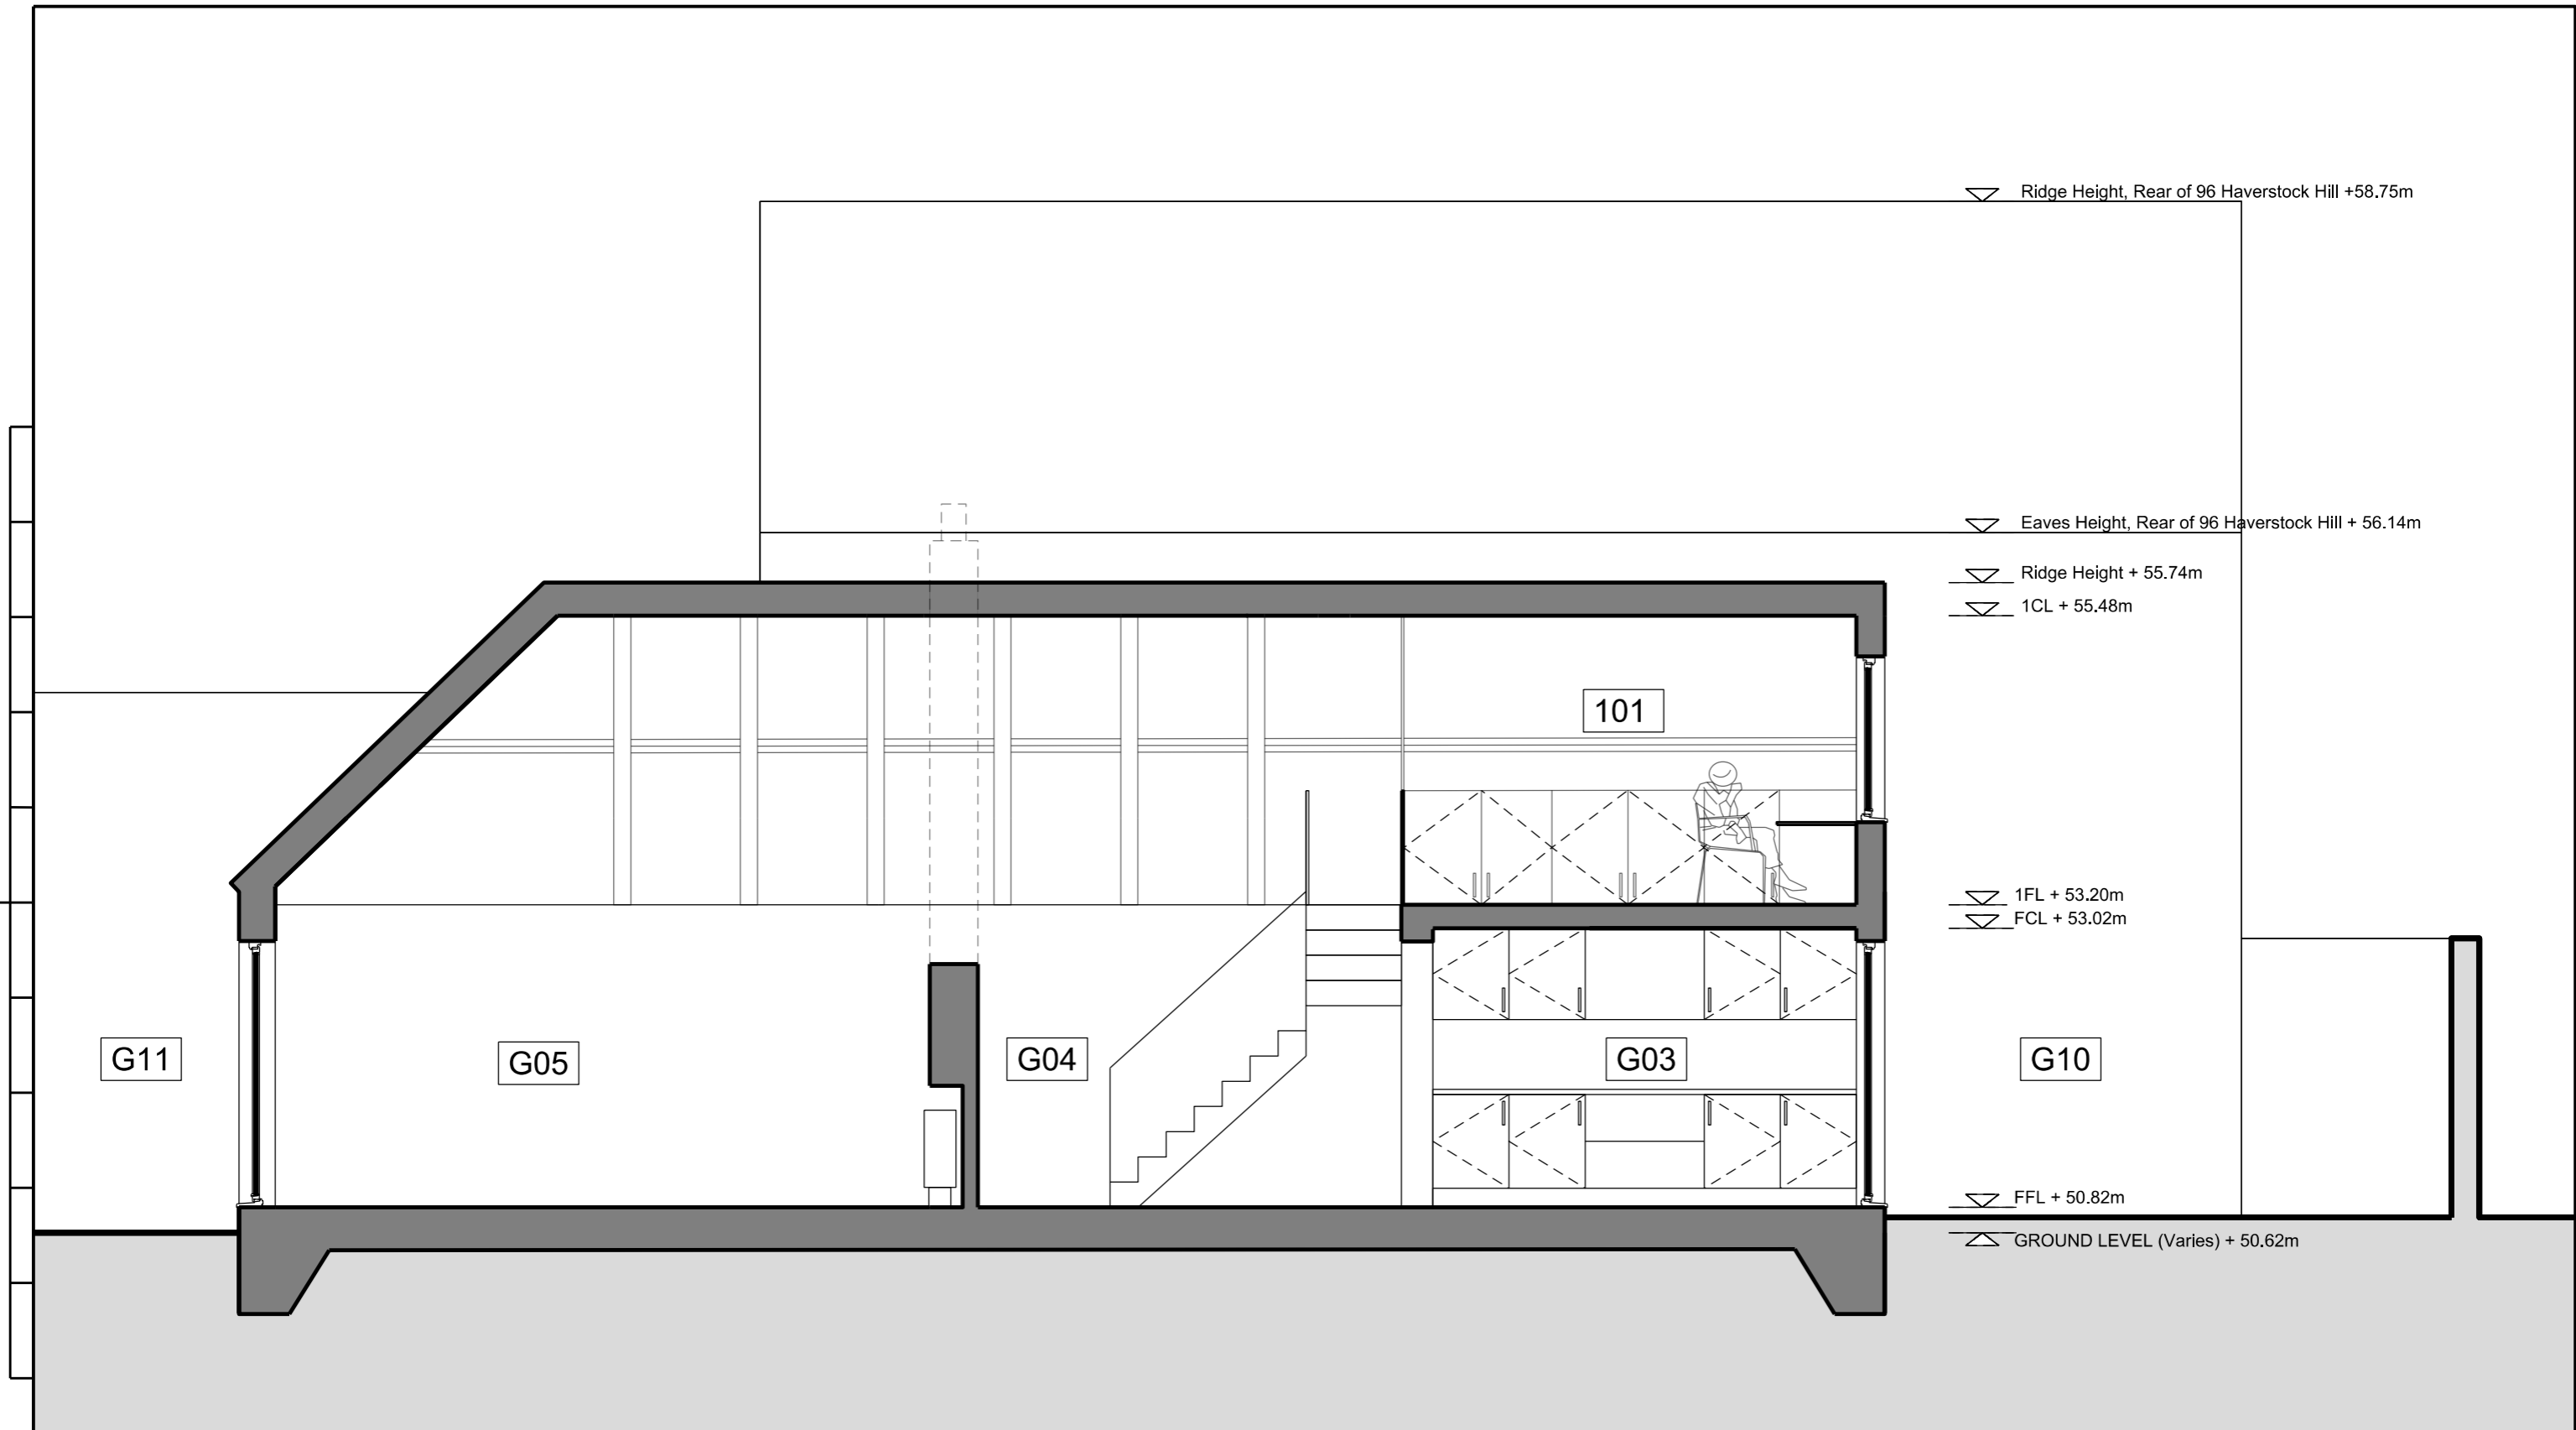 Ridge Height, Rear of 96 Haverstock Hill +58.75m
Eaves Height, Rear of 96 Haverstock Hill + 56.14m
Ridge Height + 55.74m
1CL + 55.48m
101
1FL + 53.20m
FCL + 53.02m
G11
G05
G04
G03
G10
FFL + 50.82m
GROUND LEVEL (Varies) + 50.62m